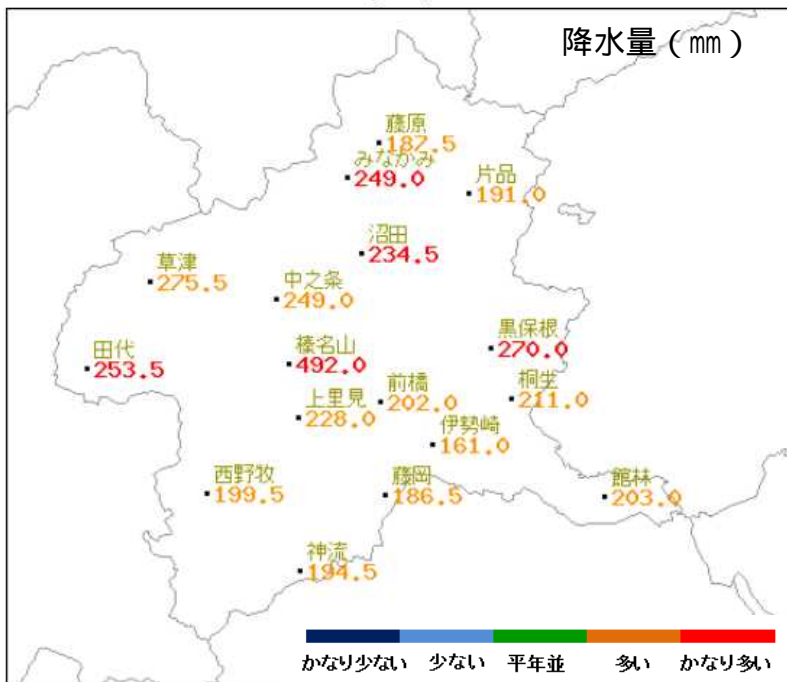 降水量(㎜)
藤原
187.5
みなかみ
249.0
片品
191.0
沼田
234.5
草津
275.5
中之条
249.0
黒保根
270.0
田代
253.5
榛名山
492.0
桐生
211.0
前橋
202.0
上里見
228.0
伊勢崎
161.0
西野牧
199.5
藤岡
186.5
館林
203.0
神流
194.5
かなり少ない 少ない 平年並 多い かなり多い